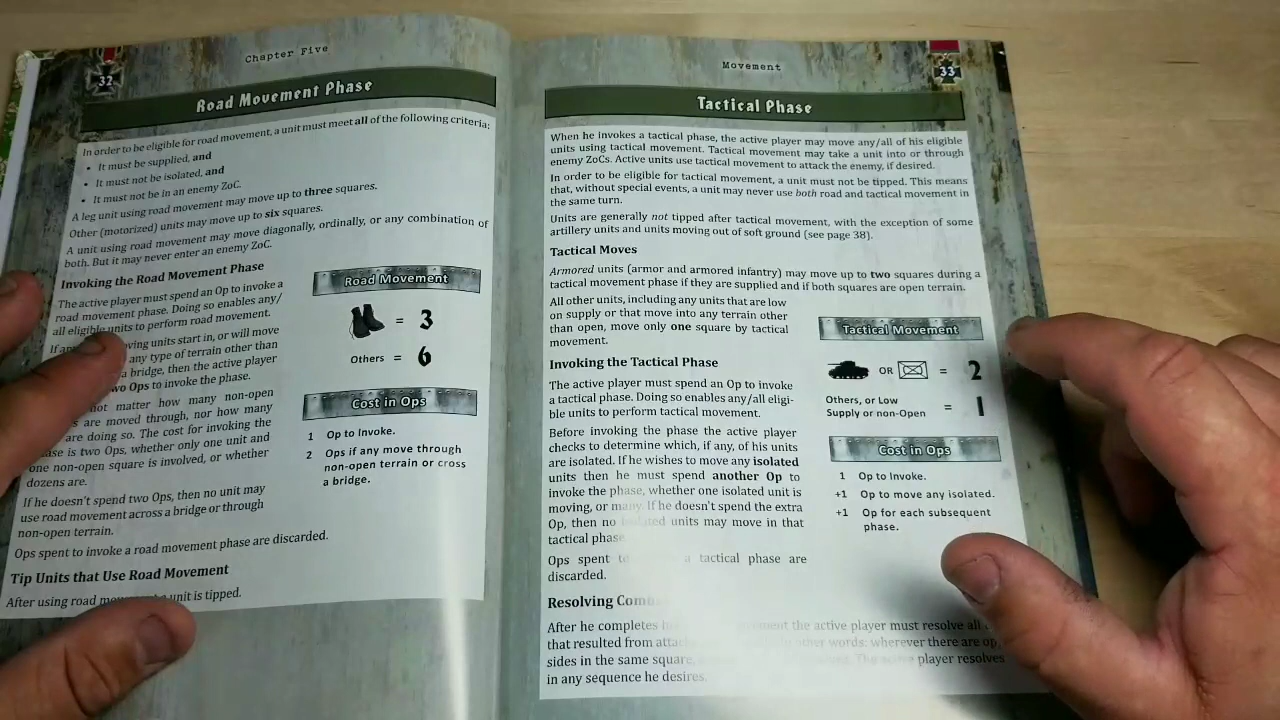 Chapter Five
32
Road Movement Phase
In order to be eligible for road movement, a unit must meet all of the following criteria:
• It must be supplied, and
• It must not be isolated, and
• It must not be in an enemy ZoC.
A leg unit using road movement may move up to three squares.
Other (motorized) units may move up to six squares.
A unit using road movement may move diagonally, ordinally, or any combination of
both. But it may never enter an enemy ZoC.
Invoking the Road Movement Phase
The active player must spend an Op to invoke a
road movement phase. Doing so enables any/
all eligible units to perform road movement.
If any moving units start in, or will move
any type of terrain other than
a bridge, then the active player
two Ops to invoke the phase.
not matter how many non-open
are moved through, nor how many
are doing so. The cost for invoking the
is two Ops, whether only one unit and
one non-open square is involved, or whether
dozens are.
If he doesn't spend two Ops, then no unit may
use road movement across a bridge or through
non-open terrain.
Ops spent to invoke a road movement phase are discarded.
Tip Units that Use Road Movement
After using road unit is tipped.
Road Movement
= 3
Others = 6
Cost in Ops
1 Op to Invoke.
2 Ops if any move through
non-open terrain or cross
a bridge.
Movement
33
Tactical Phase
When he invokes a tactical phase, the active player may move any/all of his eligible
units using tactical movement. Tactical movement may take a unit into or through
enemy ZoCs. Active units use tactical movement to attack the enemy, if desired.
In order to be eligible for tactical movement, a unit must not be tipped. This means
that, without special events, a unit may never use both road and tactical movement in
the same turn.
Units are generally not tipped after tactical movement, with the exception of some
artillery units and units moving out of soft ground (see page 38).
Tactical Moves
Armored units (armor and armored infantry) may move up to two squares during a
tactical movement phase if they are supplied and if both squares are open terrain.
All other units, including any units that are low
on supply or that move into any terrain other
than open, move only one square by tactical
movement.
Invoking the Tactical Phase
The active player must spend an Op to invoke
a tactical phase. Doing so enables any/all eligi-
ble units to perform tactical movement.
Before invoking the phase the active player
checks to determine which, if any, of his units
are isolated. If he wishes to move any isolated
units then he must spend another Op to
invoke the phase, whether one isolated unit is
moving, or many. If he doesn't spend the extra
Op, then no isolated units may move in that
tactical phase
Ops spent a tactical phase are
discarded.
Resolving
After he completes the active player must resolve all
that resulted from other words: wherever there are
sides in the same square, The active player resolves
in any sequence he desires.
Tactical Movement
OR = 2
Others, or Low
Supply or non-Open = 1
Cost in Ops
1 Op to Invoke.
+1 Op to move any isolated.
+1 Op for each subsequent
phase.